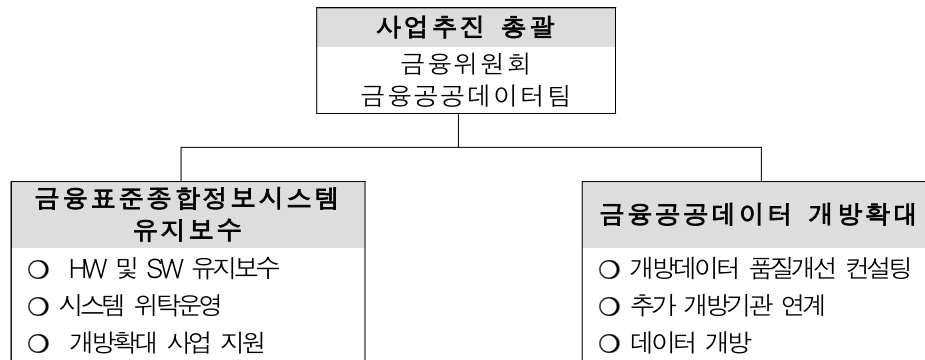 사업추진 총괄
금융위원회
금융공공데이터팀
금융표준종합정보시스템
유지보수
❍ HW 및 SW 유지보수
❍ 시스템 위탁운영
❍ 개방확대 사업 지원
금융공공데이터 개방확대
❍ 개방데이터 품질개선 컨설팅
❍ 추가 개방기관 연계
❍ 데이터 개방